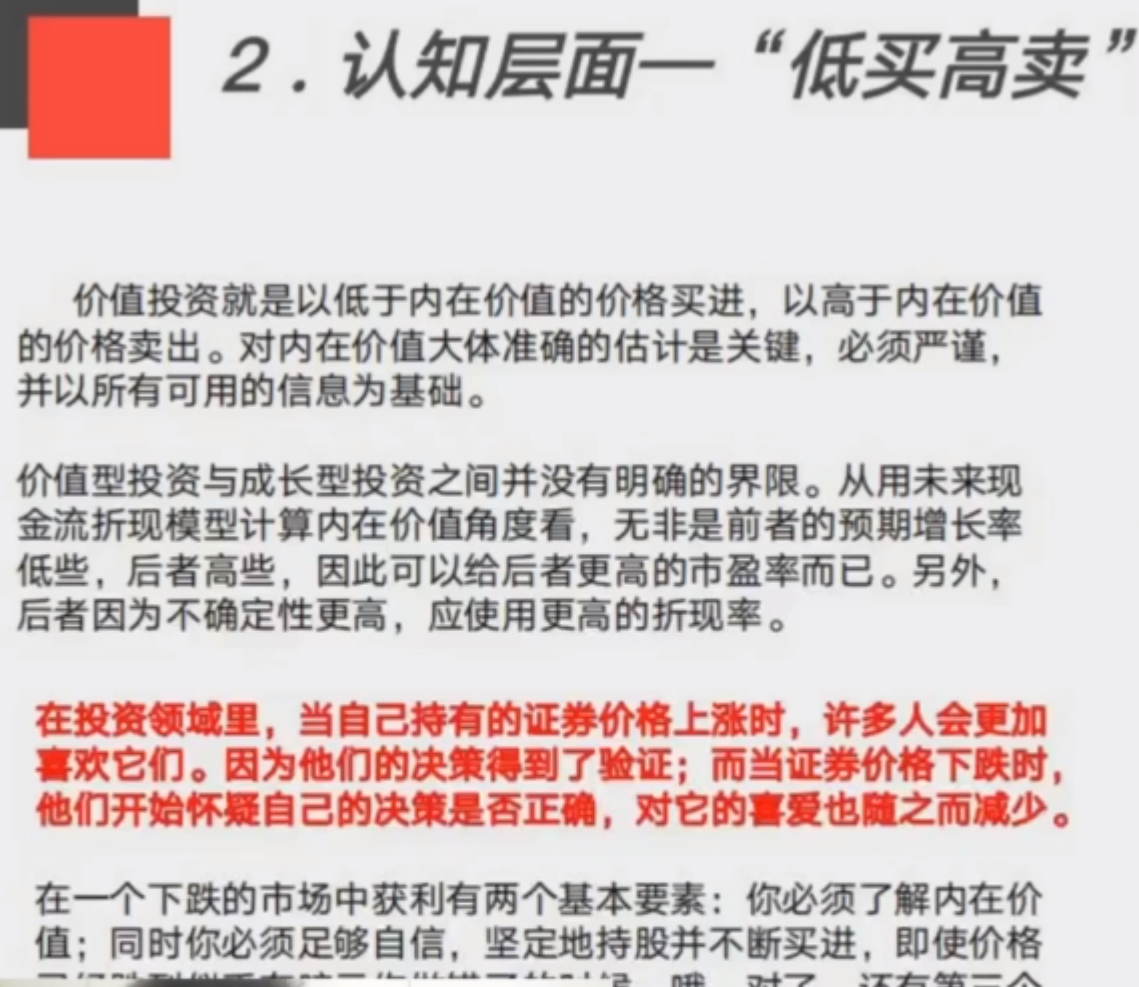 2．认知层面—“低买高卖”
价值投资就是以低于内在价值的价格买进，以高于内在价值
的价格卖出。对内在价值大体准确的估计是关键，必须严谨，
并以所有可用的信息为基础。
价值型投资与成长型投资之间并没有明确的界限。从用未来现
金流折现模型计算内在价值角度看，无非是前者的预期增长率
低些，后者高些，因此可以给后者更高的市盈率而已。另外，
后者因为不确定性更高，应使用更高的折现率。
在投资领域里，当自己持有的证券价格上涨时，许多人会更加
喜欢它们。因为他们的决策得到了验证；而当证券价格下跌时，
他们开始怀疑自己的决策是否正确，对它的喜爱也随之而减少。
在一个下跌的市场中获利有两个基本要素：你必须了解内在价
值；同时你必须足够自信，坚定地持股并不断买进，即使价格
哦，对了，还有第三个